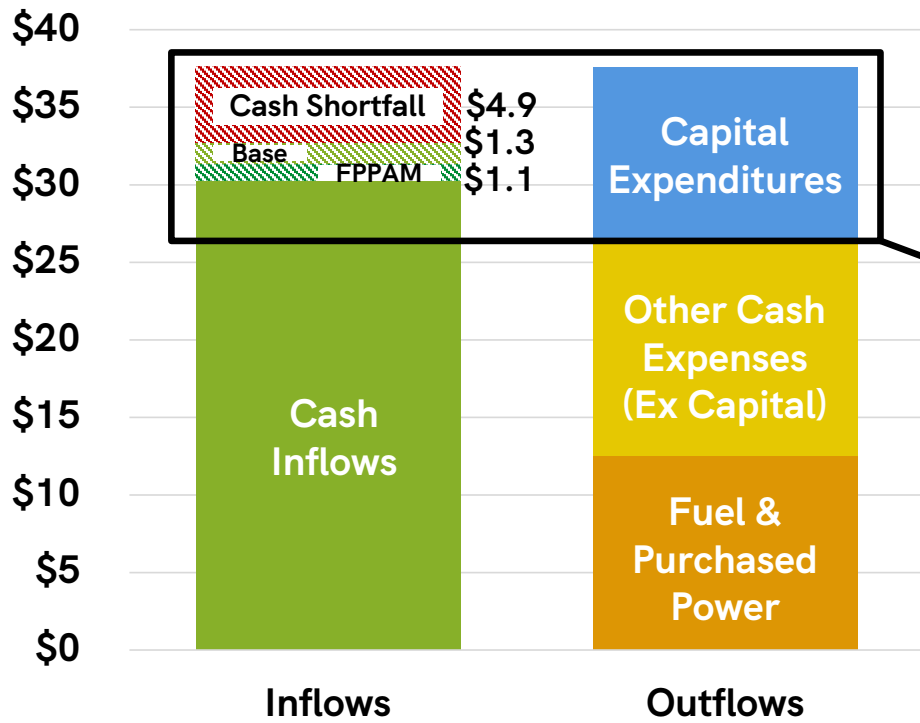 $40
$35
$30
$25
$20
$15
$10
$5
$0
Cash Shortfall
$4.9
Base
$1.3
FPPAM
$1.1
Cash
Inflows
Capital
Expenditures
Other Cash
Expenses
(Ex Capital)
Fuel &
Purchased
Power
Inflows
Outflows